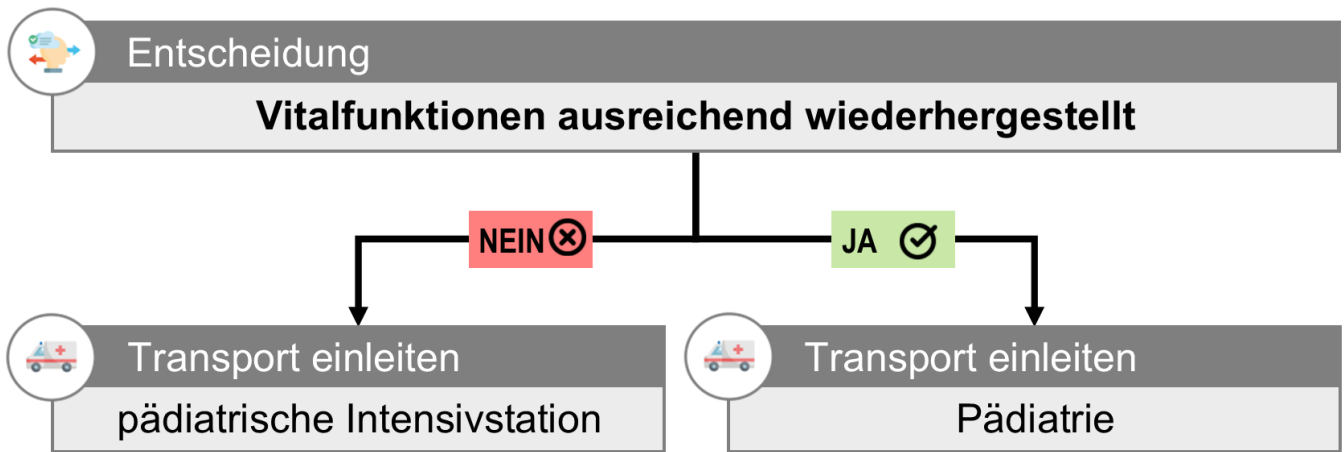 Entscheidung
Vitalfunktionen ausreichend wiederhergestellt
NEIN
JA
Transport einleiten
pädiatrische Intensivstation
Transport einleiten
Pädiatrie